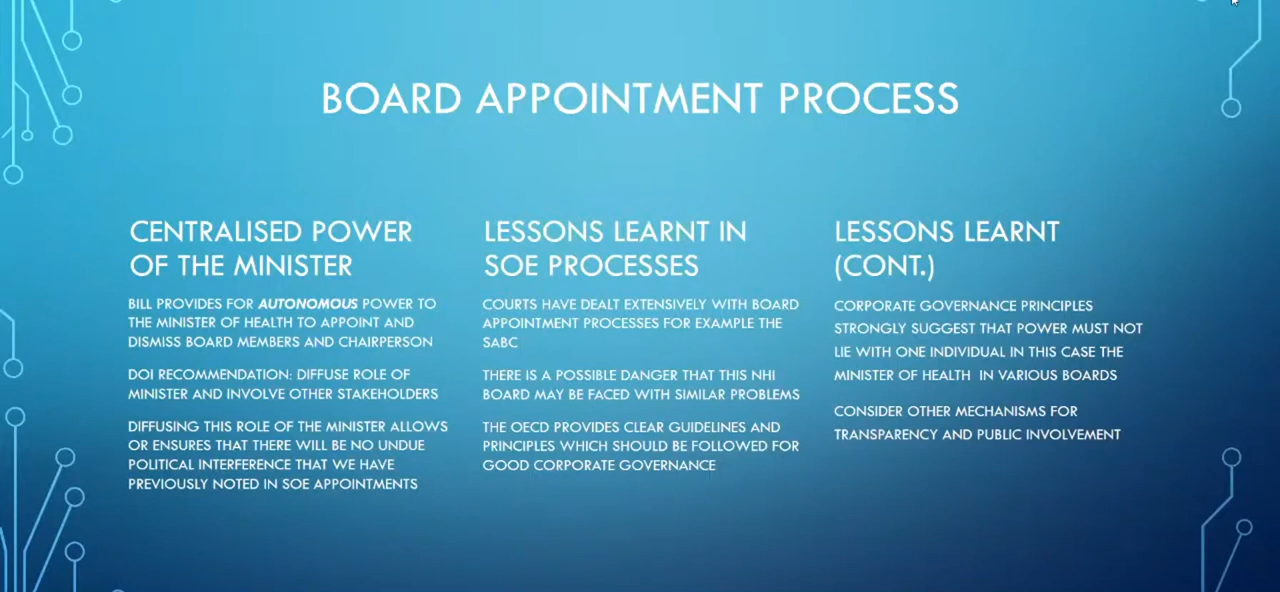 BOARD APPOINTMENT PROCESS
CENTRALISED POWER
OF THE MINISTER
BILL PROVIDES FOR AUTONOMOUS POWER TO
THE MINISTER OF HEALTH TO APPOINT AND
DISMISS BOARD MEMBERS AND CHAIRPERSON
DOI RECOMMENDATION: DIFFUSE ROLE OF
MINISTER AND INVOLVE OTHER STAKEHOLDERS
DIFFUSING THIS ROLE OF THE MINISTER ALLOWS
OR ENSURES THAT THERE WILL BE NO UNDUE
POLITICAL INTERFERENCE THAT WE HAVE
PREVIOUSLY NOTED IN SOE APPOINTMENTS
LESSONS LEARNT IN
SOE PROCESSES
COURTS HAVE DEALT EXTENSIVELY WITH BOARD
APPOINTMENT PROCESSES FOR EXAMPLE THE
SABC
THERE IS A POSSIBLE DANGER THAT THIS NHI
BOARD MAY BE FACED WITH SIMILAR PROBLEMS
THE OECD PROVIDES CLEAR GUIDELINES AND
PRINCIPLES WHICH SHOULD BE FOLLOWED FOR
GOOD CORPORATE GOVERNANCE
LESSONS LEARNT
(CONT.)
CORPORATE GOVERNANCE PRINCIPLES
STRONGLY SUGGEST THAT POWER MUST NOT
LIE WITH ONE INDIVIDUAL IN THIS CASE THE
MINISTER OF HEALTH IN VARIOUS BOARDS
CONSIDER OTHER MECHANISMS FOR
TRANSPARENCY AND PUBLIC INVOLVEMENT